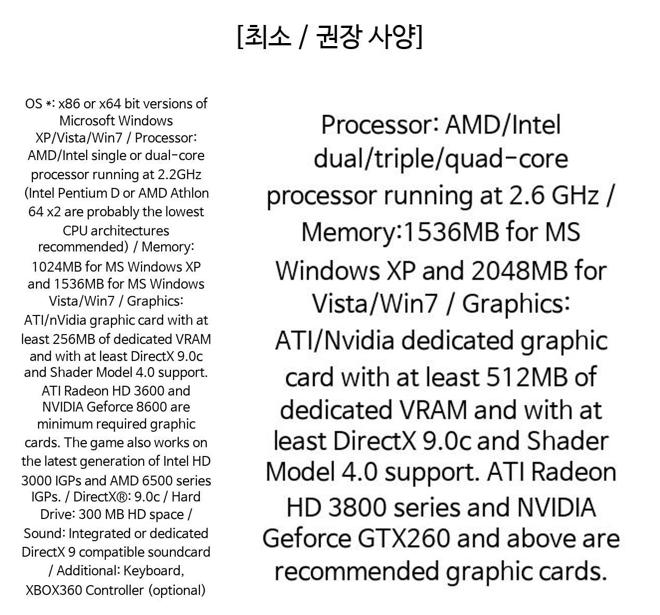 [최소 / 권장 사양]
OS *: x86 or x64 bit versions of
Microsoft Windows
XP/Vista/Win7 / Processor:
AMD/Intel single or dual-core
processor running at 2.2GHz
(Intel Pentium D or AMD Athlon
64 x2 are probably the lowest
CPU architectures
recommended) / Memory:
1024MB for MS Windows XP
and 1536MB for MS Windows
Vista/Win7 / Graphics:
ATI/nVidia graphic card with at
least 256MB of dedicated VRAM
and with at least DirectX 9.0c
and Shader Model 4.0 support.
ATI Radeon HD 3600 and
NVIDIA Geforce 8600 are
minimum required graphic
cards. The game also works on
the latest generation of Intel HD
3000 IGPs and AMD 6500 series
IGPs. / DirectX®: 9.0c / Hard
Drive: 300 MB HD space /
Sound: Integrated or dedicated
DirectX 9 compatible soundcard
/ Additional: Keyboard,
XBOX360 Controller (optional)
Processor: AMD/Intel
dual/triple/quad-core
processor running at 2.6 GHz /
Memory:1536MB for MS
Windows XP and 2048MB for
Vista/Win7 / Graphics:
ATI/Nvidia dedicated graphic
card with at least 512MB of
dedicated VRAM and with at
least DirectX 9.0c and Shader
Model 4.0 support. ATI Radeon
HD 3800 series and NVIDIA
Geforce GTX260 and above are
recommended graphic cards.